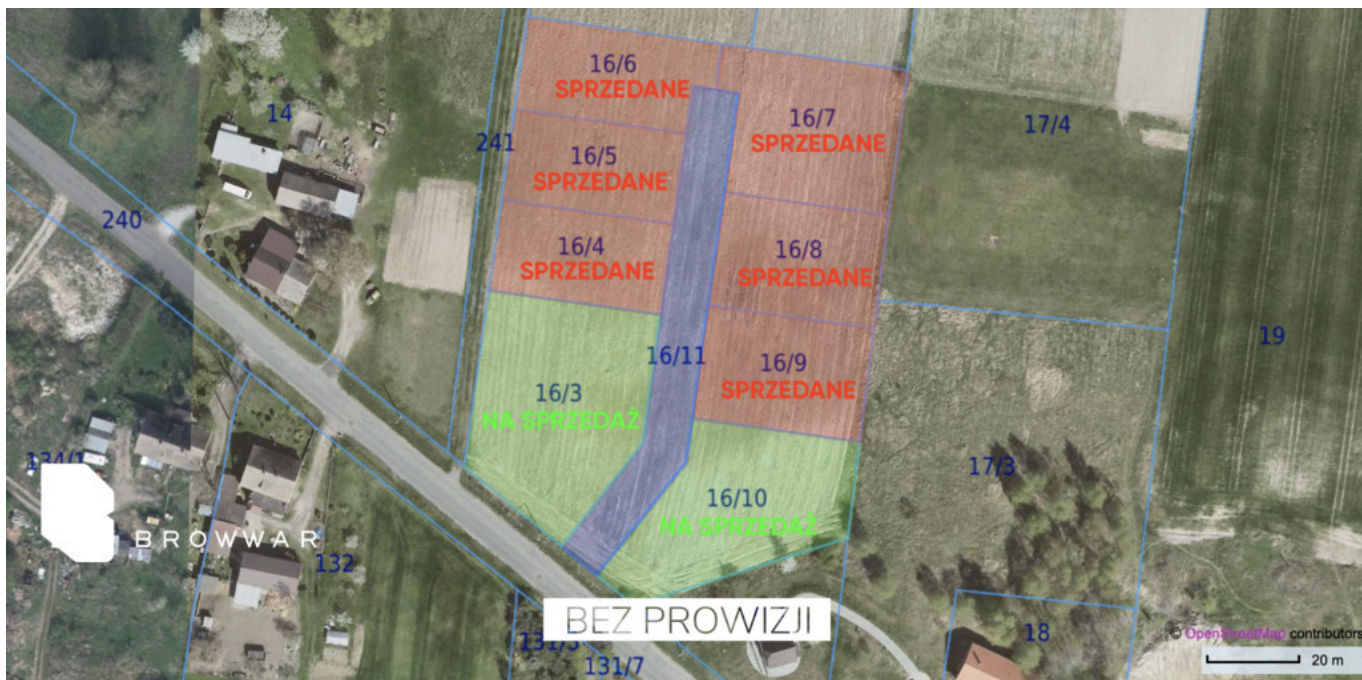 16/6
SPRZEDANE
14
16/7
SPRZEDANE
17/4
241
16/5
SPRZEDANE
240
16/4
SPRZEDANE
16/8
SPRZEDANE
19
16/11
16/9
SPRZEDANE
16/3
NA SPRZEDAŻ
17/3
134/1
16/10
NA SPRZEDAŻ
BROWWAR
132
BEZ PROWIZJI
18
131/7
© OpenStreetMap contributors
20 m